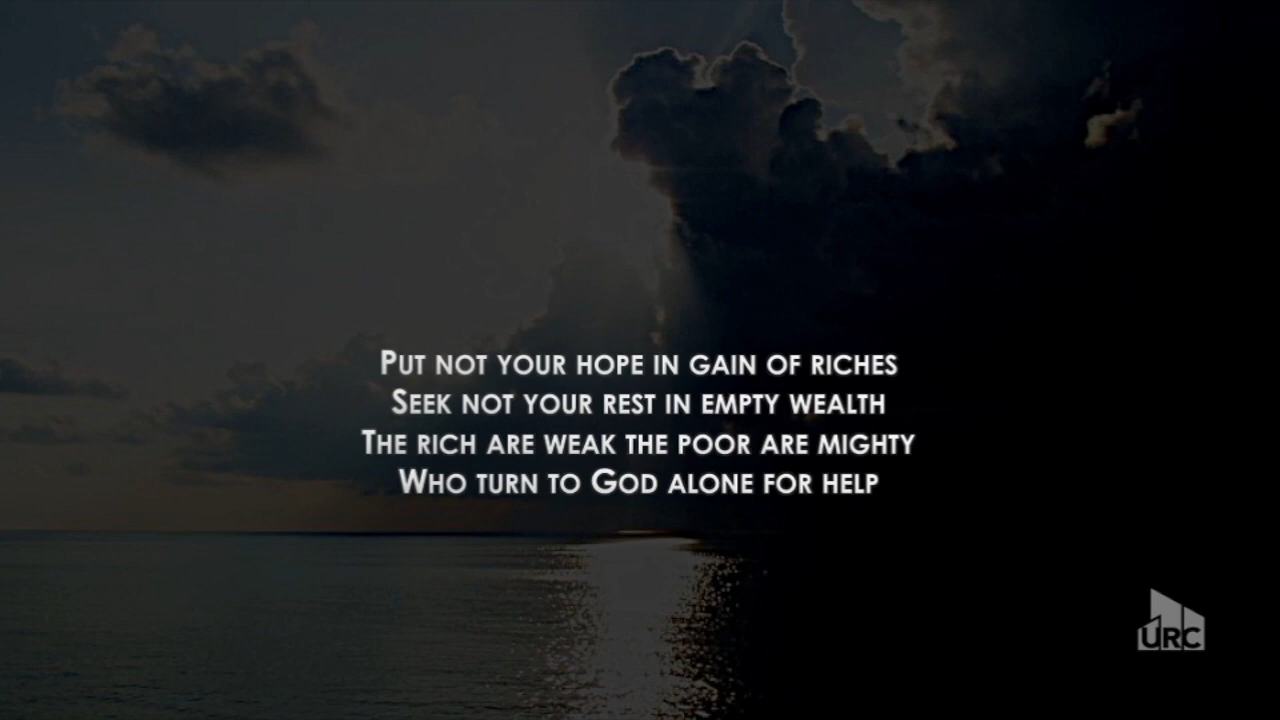 Put not your hope in gain of riches
Seek not your rest in empty wealth
The rich are weak the poor are mighty
Who turn to God alone for help
URC